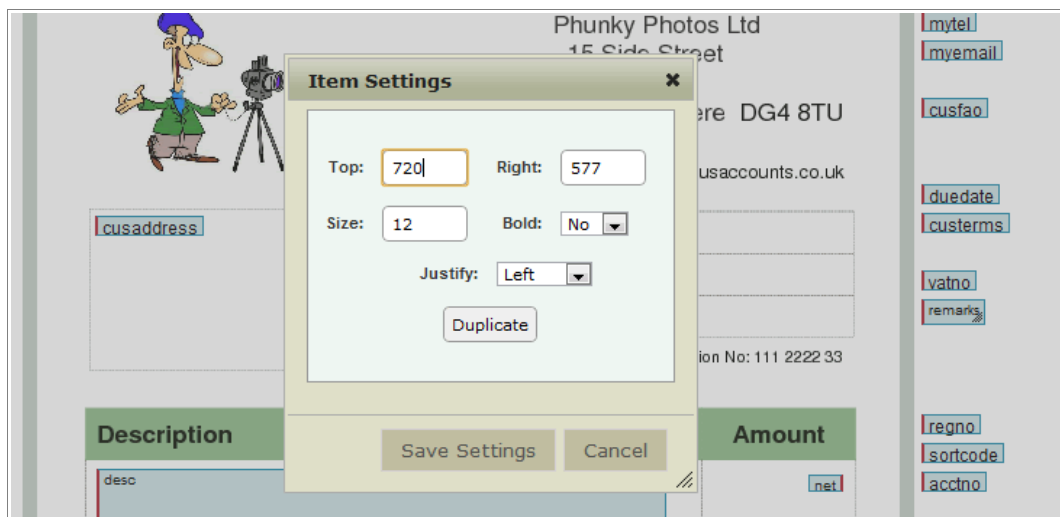 Phunky Photos Ltd
15 Side Street
ere DG4 8TU
usaccounts.co.uk
Item Settings
Top: 720 Right: 577
Size: 12 Bold: No
Justify: Left
Duplicate
Save Settings Cancel
cusaddress
ion No: 111 2222 33
Description Amount
desc net
mytel
myemail
cusfao
duedate
custerms
vatno
remarks
regno
sortcode
acctno